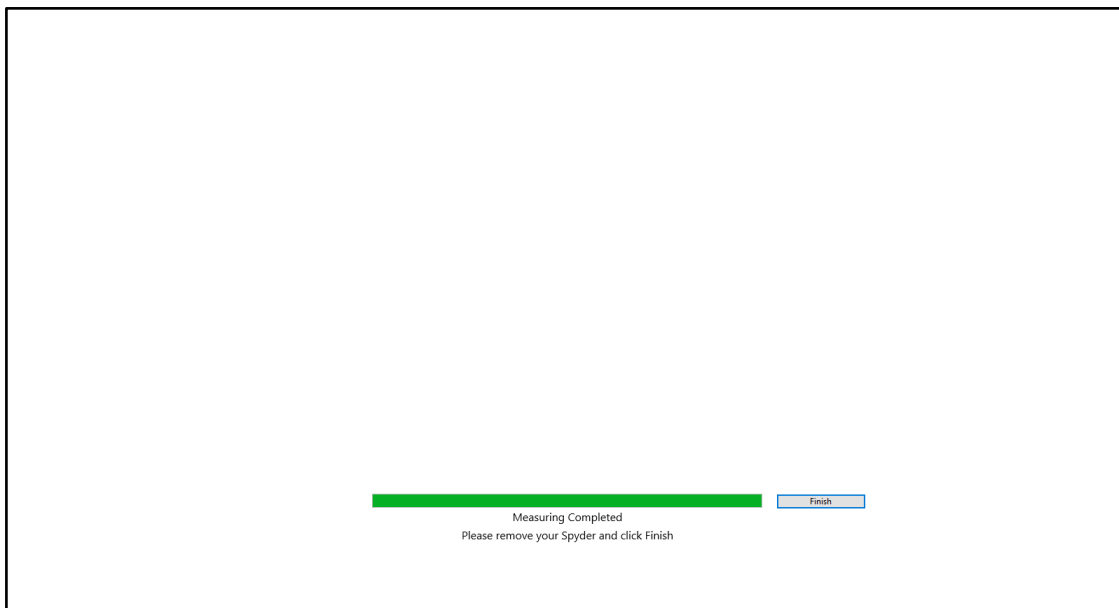 Finish
Measuring Completed
Please remove your Spyder and click Finish